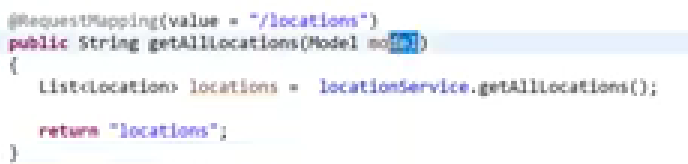 @RequestMapping(value = "/locations")
public String getAllLocations(Model model)
{
List<Location> locations = locationService.getAllLocations();
return "locations";
}